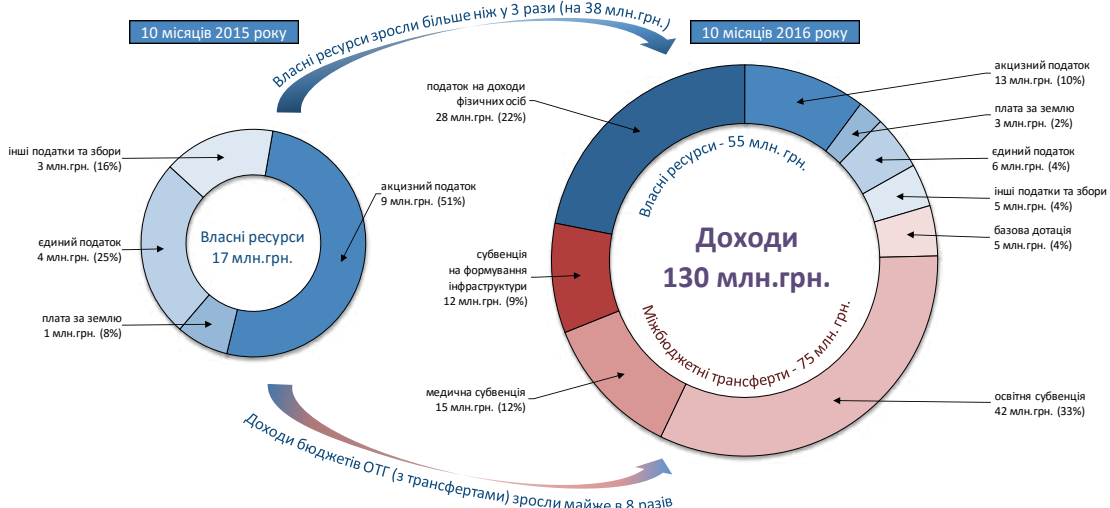 Власні ресурси зросли більше ніж у 3 рази (на 38 млн.грн.)
10 місяців 2015 року
10 місяців 2016 року
інші податки та збори
3 млн.грн. (16%)
акцизний податок
9 млн.грн. (51%)
Власні ресурси
17 млн.грн.
єдиний податок
4 млн.грн. (25%)
плата за землю
1 млн.грн. (8%)
податок на доходи
фізичних осіб
28 млн.грн. (22%)
акцизний податок
13 млн.грн. (10%)
плата за землю
3 млн.грн. (2%)
єдиний податок
6 млн.грн. (4%)
інші податки та збори
5 млн.грн. (4%)
базова дотація
5 млн.грн. (4%)
Власні ресурси - 55 млн. грн.
Доходи
130 млн.грн.
Міжбюджетні трансферти - 75 млн. грн.
субвенція
на формування
інфраструктури
12 млн.грн. (9%)
медична субвенція
15 млн.грн. (12%)
освітня субвенція
42 млн.грн. (33%)
Доходи бюджетів ОТГ (з трансфертами) зросли майже в 8 разів